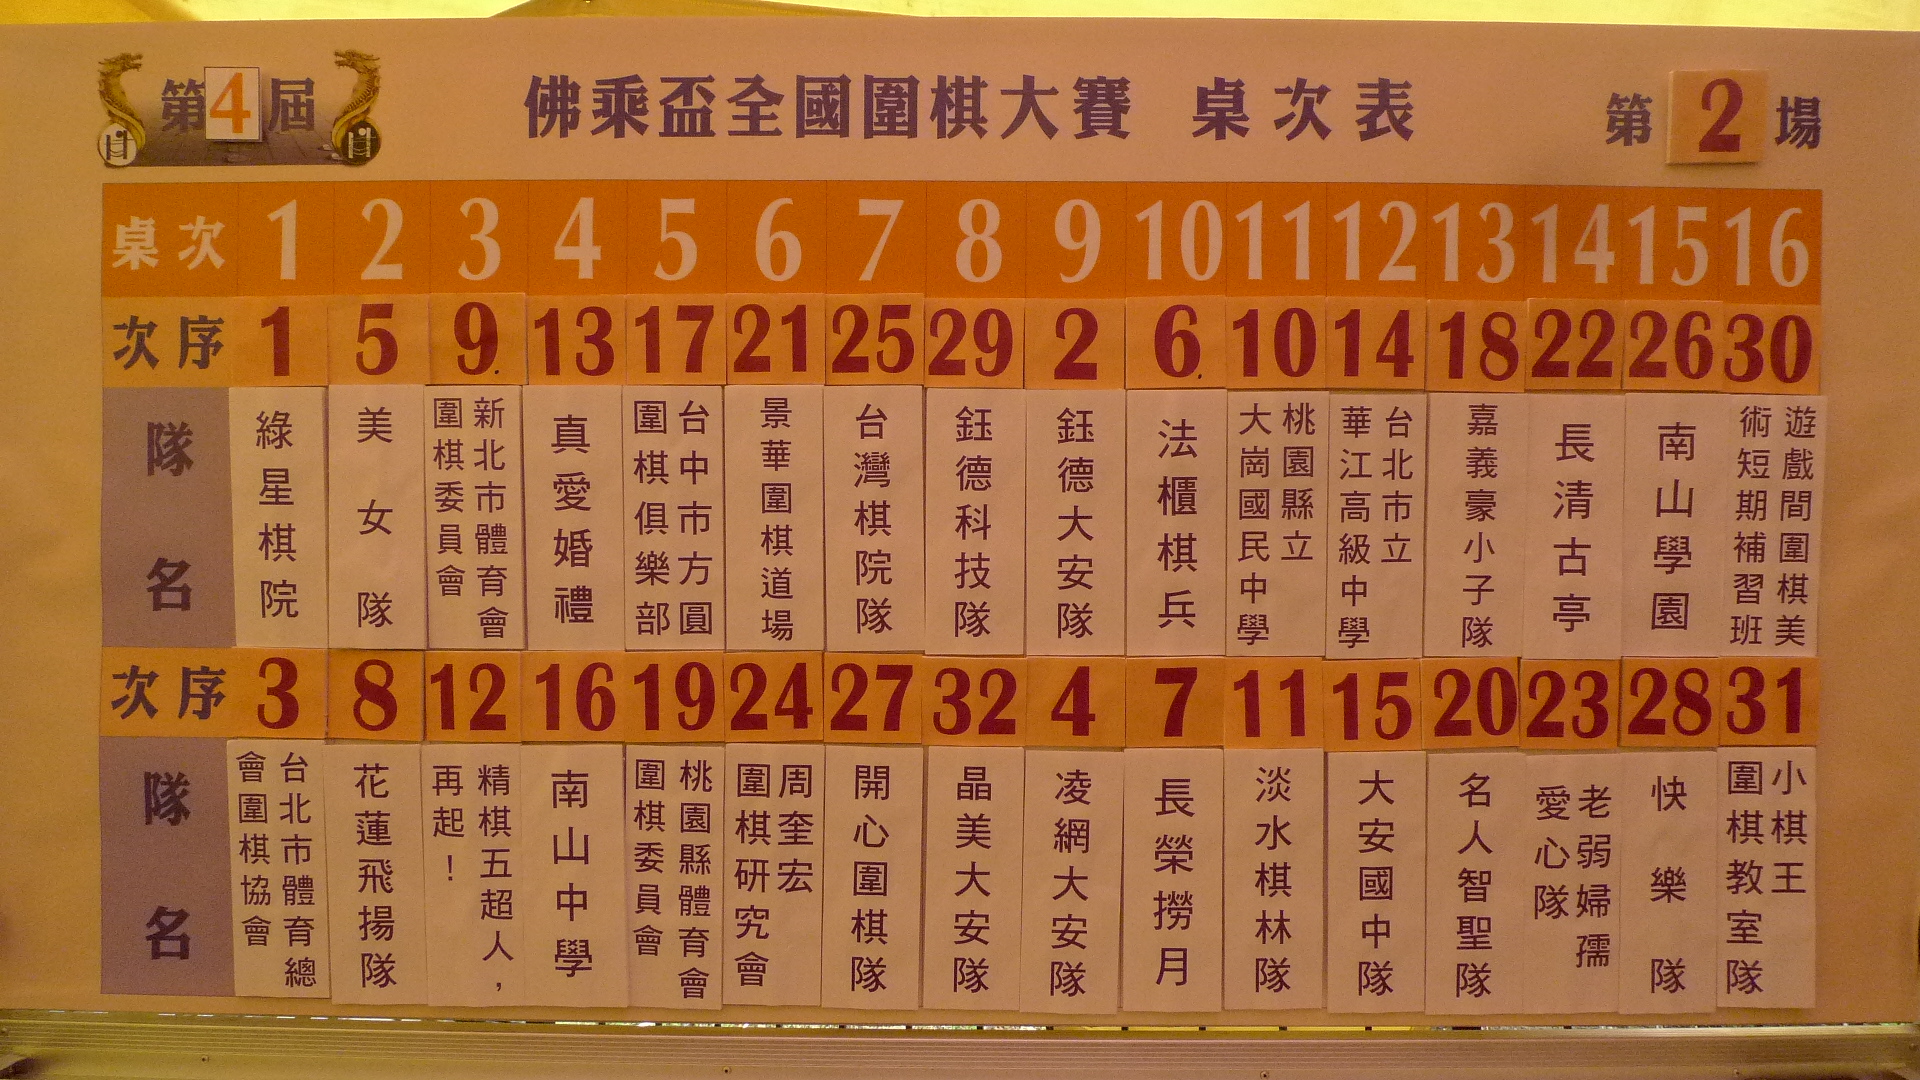 第4屆
佛乘盃全國圍棋大賽 桌次表
第2場
桌次 1 2 3 4 5 6 7 8 9 10 11 12 13 14 15 16
次序 1 5 9 13 17 21 25 29 2 6 10 14 18 22 26 30
隊名
綠星棋院
美女隊
新北市體育會
圍棋委員會
真愛婚禮
台中市方圓
圍棋俱樂部
景華圍棋道場
台灣棋院隊
鈺德科技隊
鈺德大安隊
法櫃棋兵
桃園縣立
大崗國民中學
台北市立
華江高級中學
嘉義豪小子隊
長清古亭
南山學園
遊戲間圍棋美
術短期補習班
次序 3 8 12 16 19 24 27 32 4 7 11 15 20 23 28 31
隊名
台北市體育總
會圍棋協會
花蓮飛揚隊
精棋五超人，
再起！
南山中學
桃園縣體育會
圍棋委員會
周奎宏
圍棋研究會
開心圍棋隊
晶美大安隊
凌網大安隊
長榮撈月
淡水棋林隊
大安國中隊
名人智聖隊
老弱婦孺
愛心隊
快樂隊
小棋王
圍棋教室隊